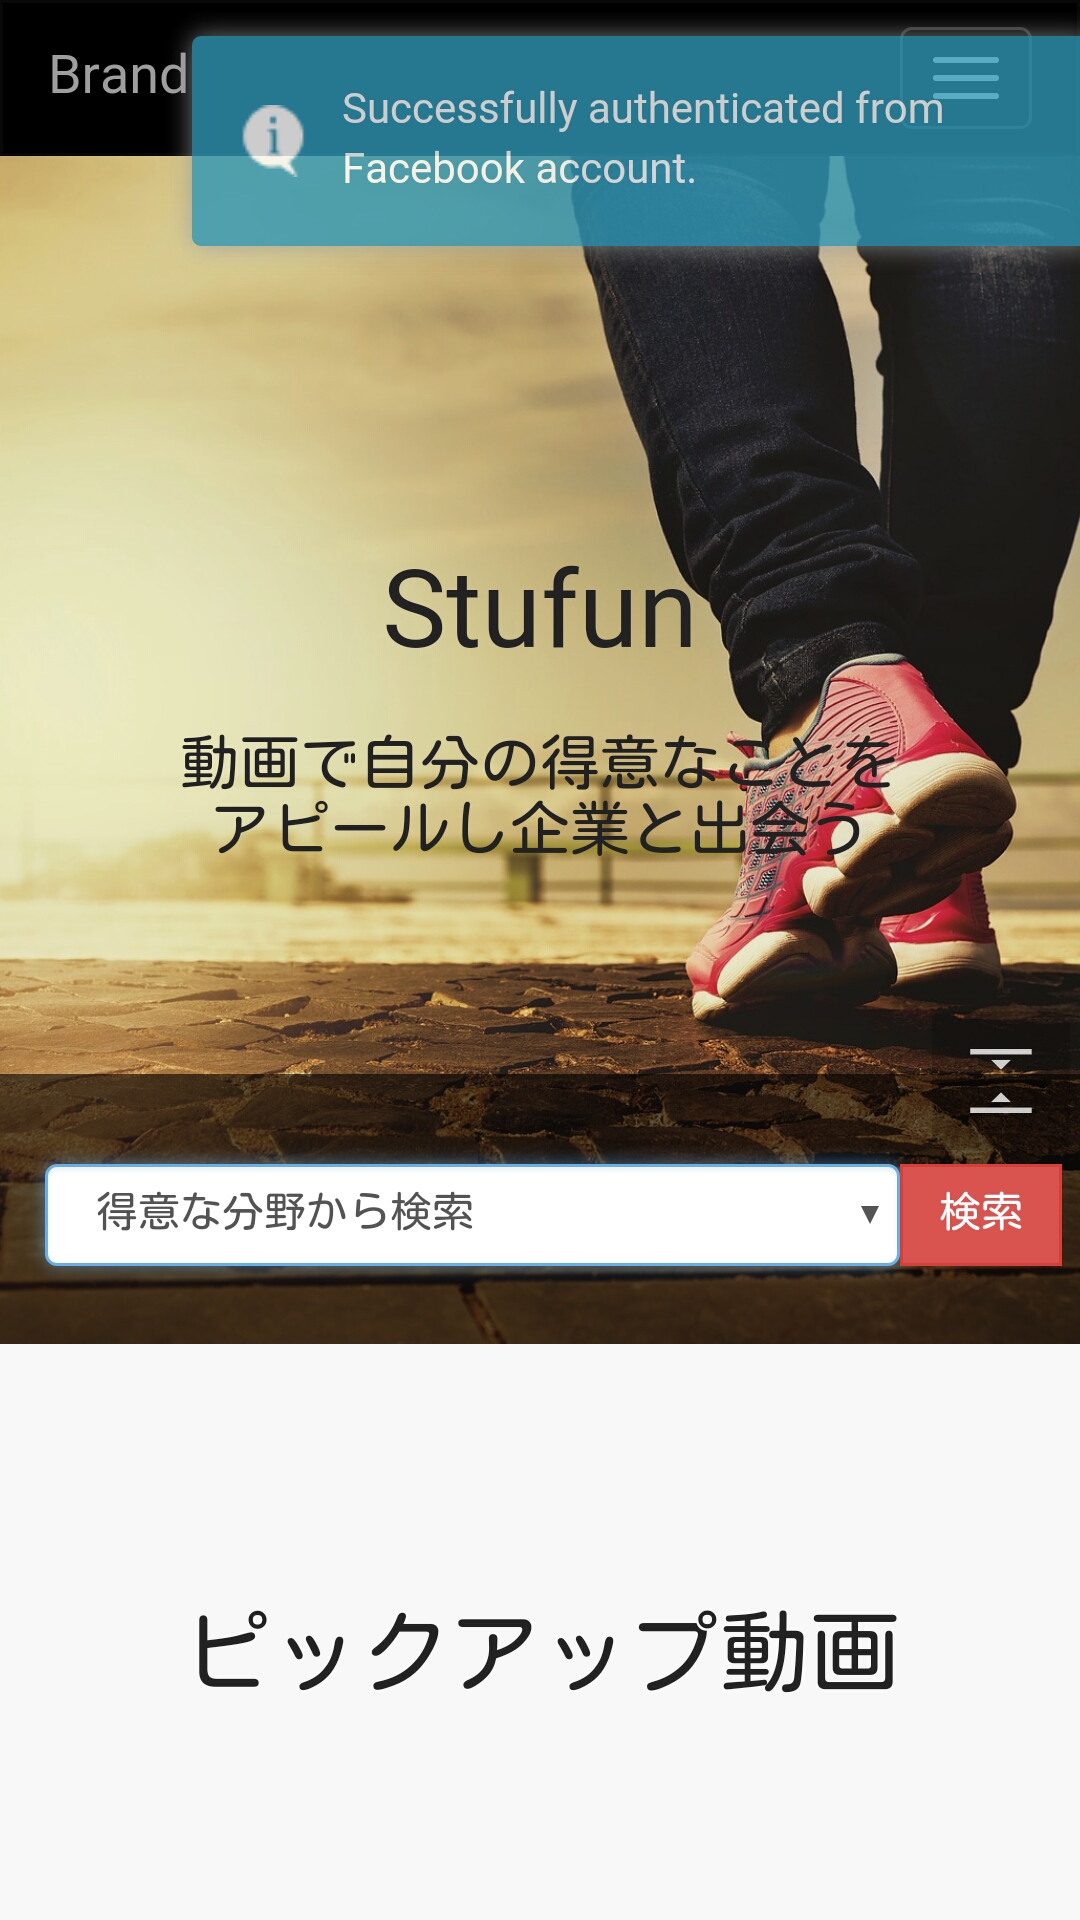 Brand
Successfully authenticated from
Facebook account.
Stufun
動画で自分の得意なことを
アピールし企業と出会う
得意な分野から検索
検索
ピックアップ動画